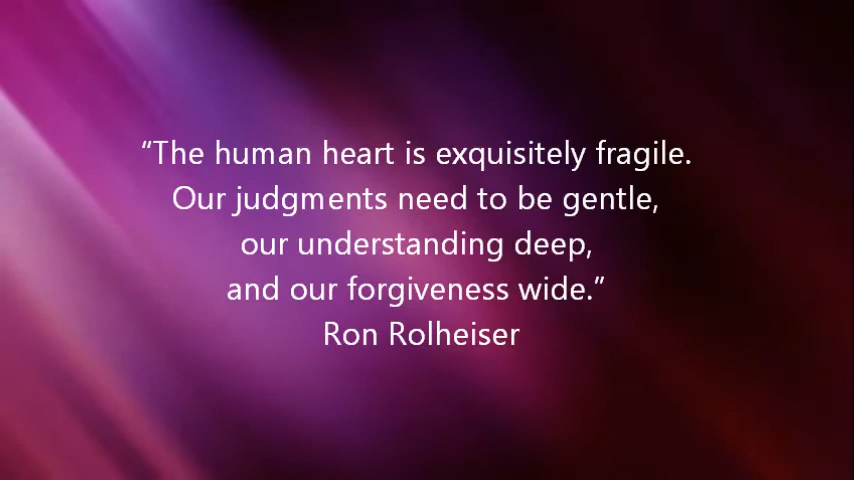 “The human heart is exquisitely fragile.
Our judgments need to be gentle,
our understanding deep,
and our forgiveness wide.”
Ron Rolheiser